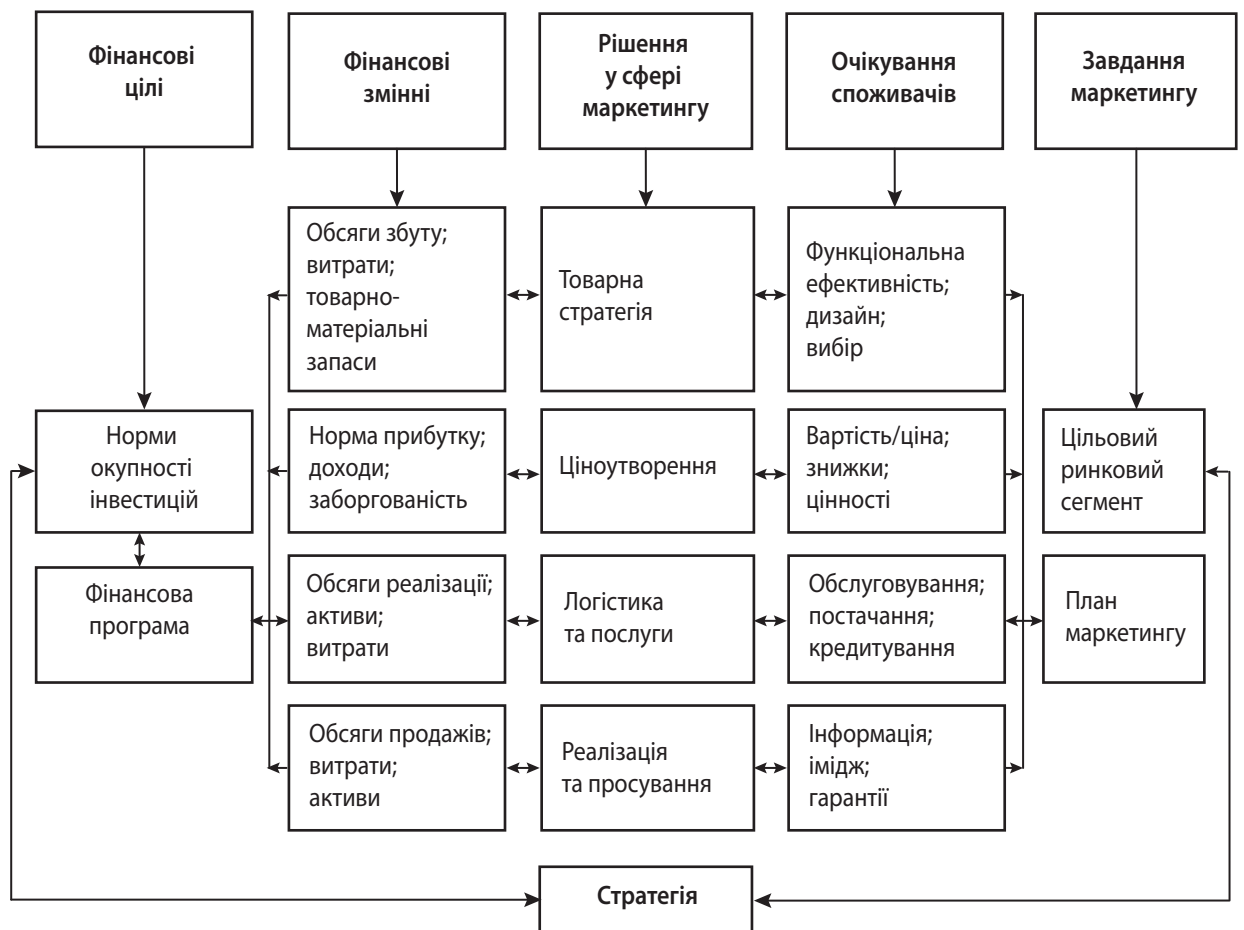 Фінансові
цілі
Фінансові
змінні
Рішення
у сфері
маркетингу
Очікування
споживачів
Завдання
маркетингу
Обсяги збуту;
витрати;
товарно-
матеріальні
запаси
Товарна
стратегія
Функціональна
ефективність;
дизайн;
вибір
Норми
окупності
інвестицій
Норма прибутку;
доходи;
заборгованість
Ціноутворення
Вартість/ціна;
знижки;
цінності
Цільовий
ринковий
сегмент
Фінансова
програма
Обсяги реалізації;
активи;
витрати
Логістика
та послуги
Обслуговування;
постачання;
кредитування
План
маркетингу
Обсяги продажів;
витрати;
активи
Реалізація
та просування
Інформація;
імідж;
гарантії
Стратегія